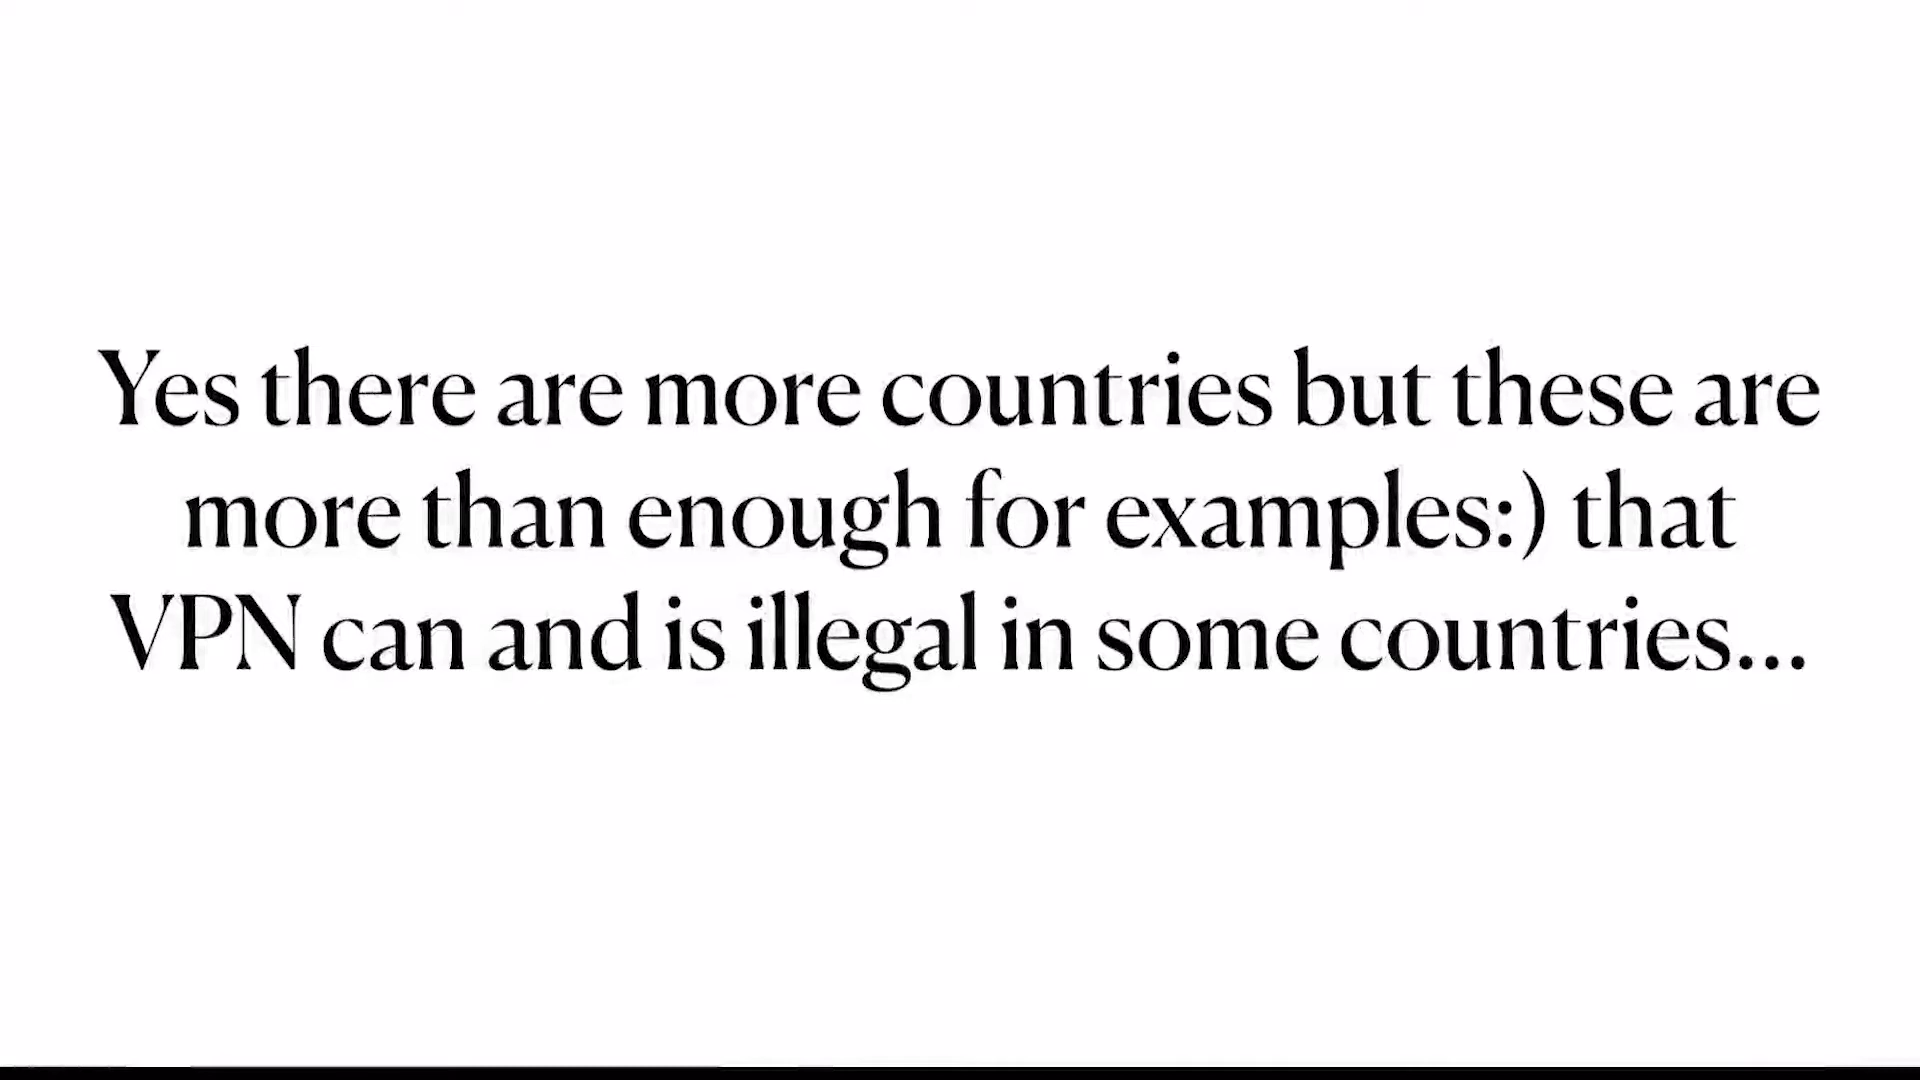 Yes there are more countries but these are
more than enough for examples:) that
VPN can and is illegal in some countries...